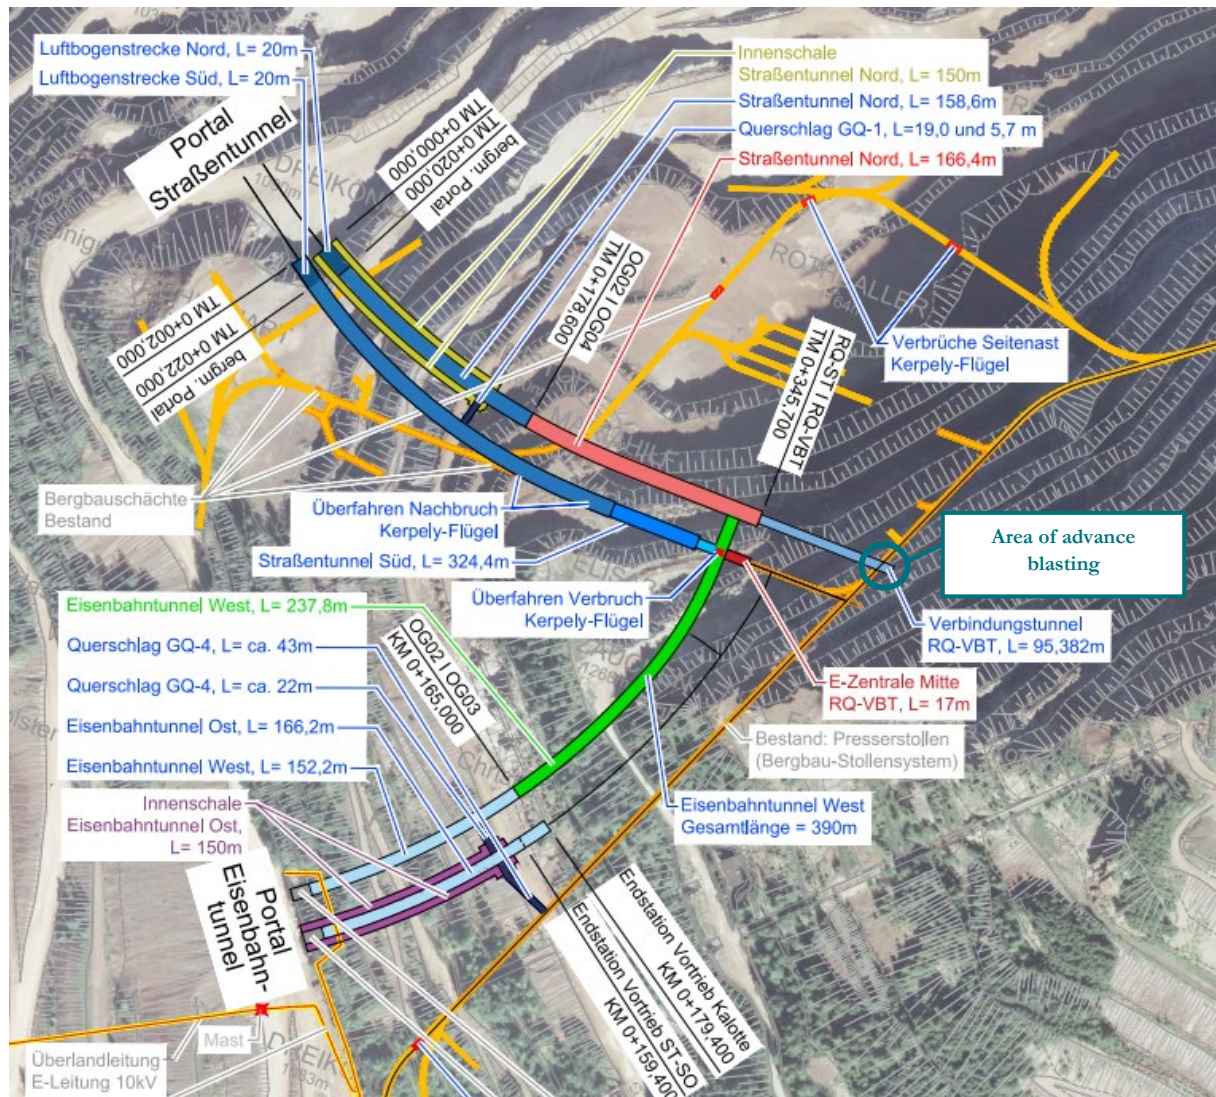 Luftbogenstrecke Nord, L= 20m
Luftbogenstrecke Süd, L= 20m
Portal
Straßentunnel
TM 0+000,000
TM 0+020,000
bergm. Portal
Innenschale
Straßentunnel Nord, L= 150m
Straßentunnel Nord, L= 158,6m
Querschlag GQ-1, L=19,0 und 5,7 m
Straßentunnel Nord, L= 166,4m
OG02 I OG04
TM 0+178,600
Verbrüche Seitenast
Kerpely-Flügel
TM 0+002,000
TM 0+022,000
bergm. Portal
RQ-ST I RQ-VBT
TM 0+345,700
Bergbauschächte
Bestand
Überfahren Nachbruch
Kerpely-Flügel
Straßentunnel Süd, L= 324,4m
Area of advance
blasting
Überfahren Verbruch
Kerpely-Flügel
Verbindungstunnel
RQ-VBT, L= 95,382m
Eisenbahntunnel West, L= 237,8m
Querschlag GQ-4, L= ca. 43m
Querschlag GQ-4, L= ca. 22m
Eisenbahntunnel Ost, L= 166,2m
Eisenbahntunnel West, L= 152,2m
OG02 I OG03
KM 0+165,000
E-Zentrale Mitte
RQ-VBT, L= 17m
Bestand: Presserstollen
(Bergbau-Stollensystem)
Innenschale
Eisenbahntunnel Ost,
L= 150m
Eisenbahntunnel West
Gesamtlänge = 390m
Portal
Eisenbahn-
tunnel
Endstation Vortrieb Kalotte
KM 0+179,400
Endstation Vortrieb ST-SO
KM 0+159,400
Mast
Überlandleitung
E-Leitung 10kV
DREIK
1083m